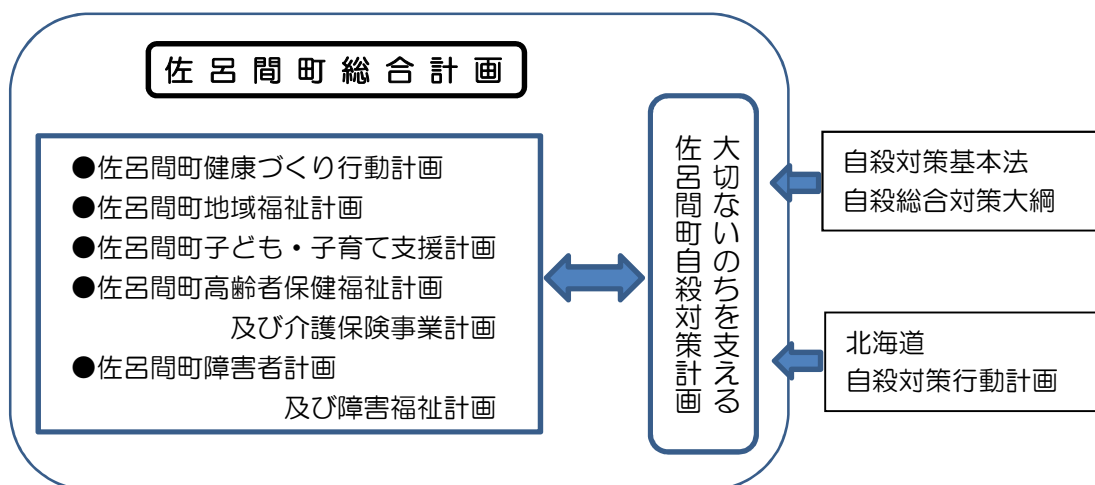 佐呂間町総合計画
●佐呂間町健康づくり行動計画
●佐呂間町地域福祉計画
●佐呂間町子ども・子育て支援計画
●佐呂間町高齢者保健福祉計画
及び介護保険事業計画
●佐呂間町障害者計画
及び障害福祉計画
大切ないのちを支える
佐呂間町自殺対策計画
自殺対策基本法
自殺総合対策大綱
北海道
自殺対策行動計画